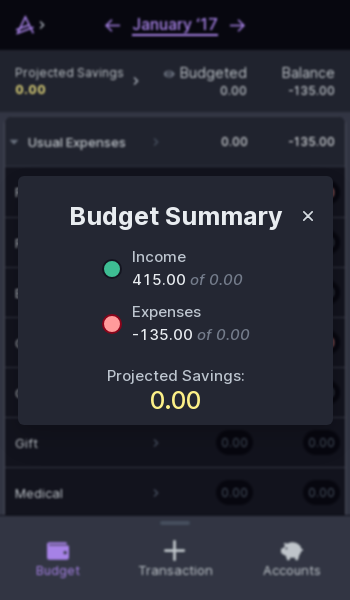 January '17
Projected Savings
0.00
Budgeted
0.00
Balance
-135.00
Usual Expenses 0.00 -135.00
Budget Summary
Income
415.00 of 0.00
Expenses
-135.00 of 0.00
Projected Savings:
0.00
Gift 0.00 0.00
Medical 0.00 0.00
Budget Transaction Accounts